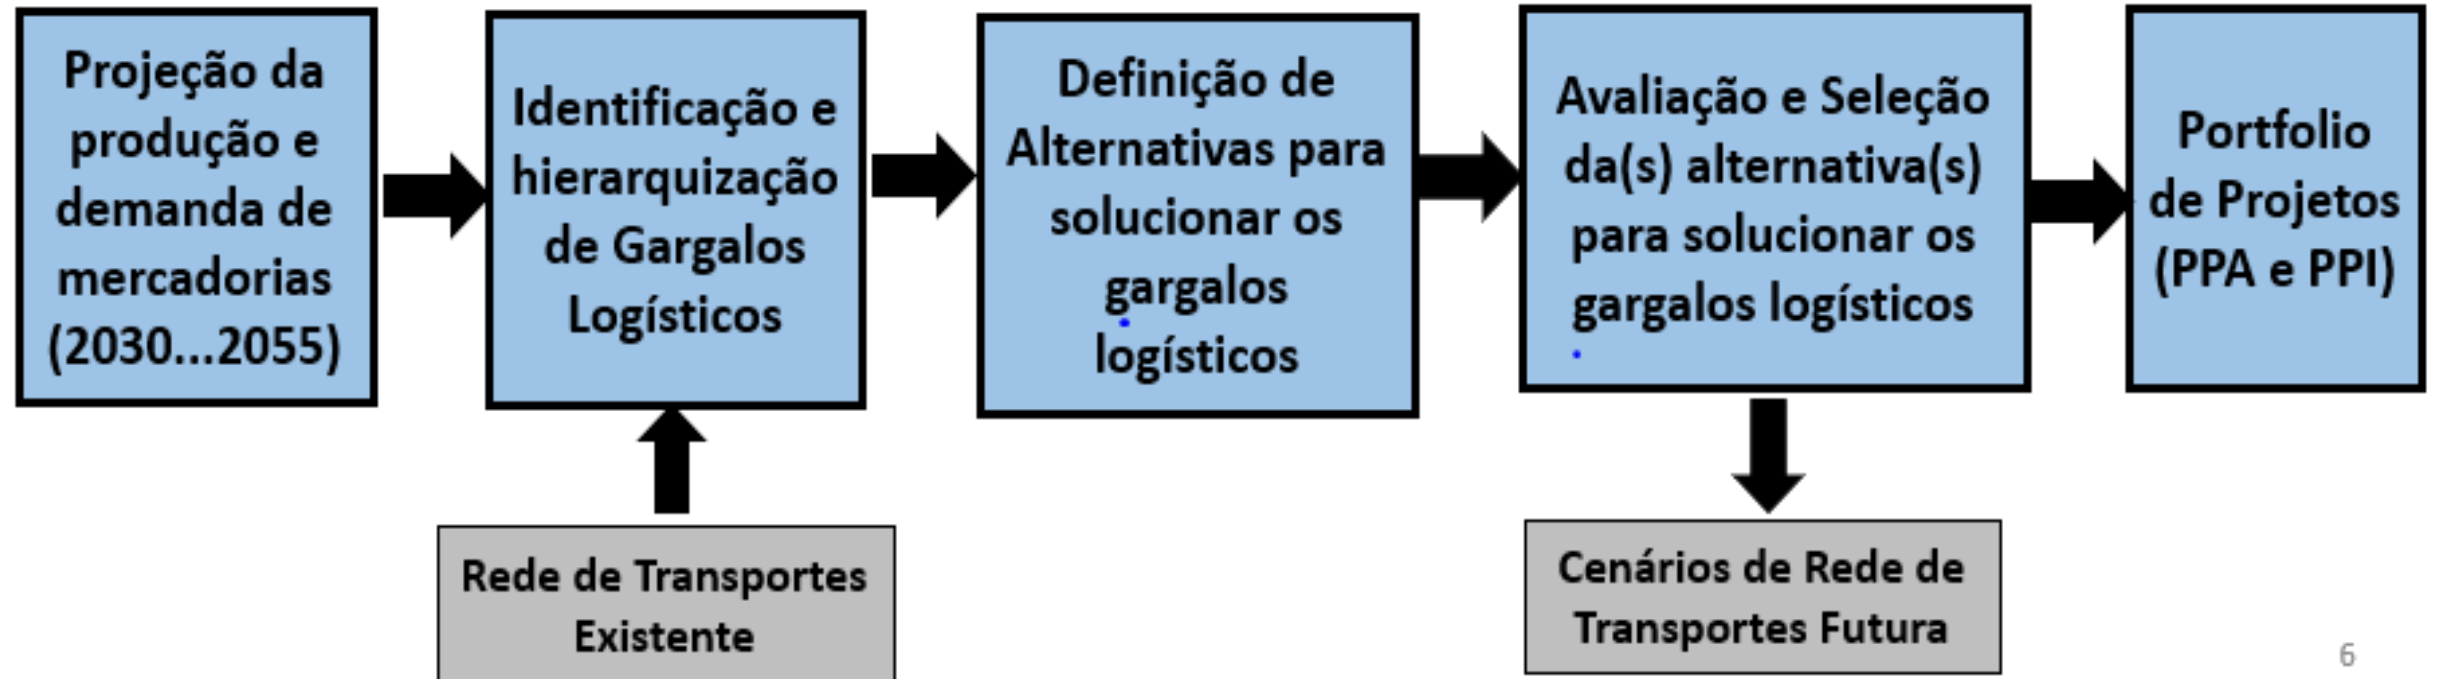 Projeção da
produção e
demanda de
mercadorias
(2030...2055)
Identificação e
hierarquização
de Gargalos
Logísticos
Definição de
Alternativas para
solucionar os
gargalos
logísticos
Avaliação e Seleção
da(s) alternativa(s)
para solucionar os
gargalos logísticos
Portfolio
de Projetos
(PPA e PPI)
Rede de Transportes
Existente
Cenários de Rede de
Transportes Futura
6